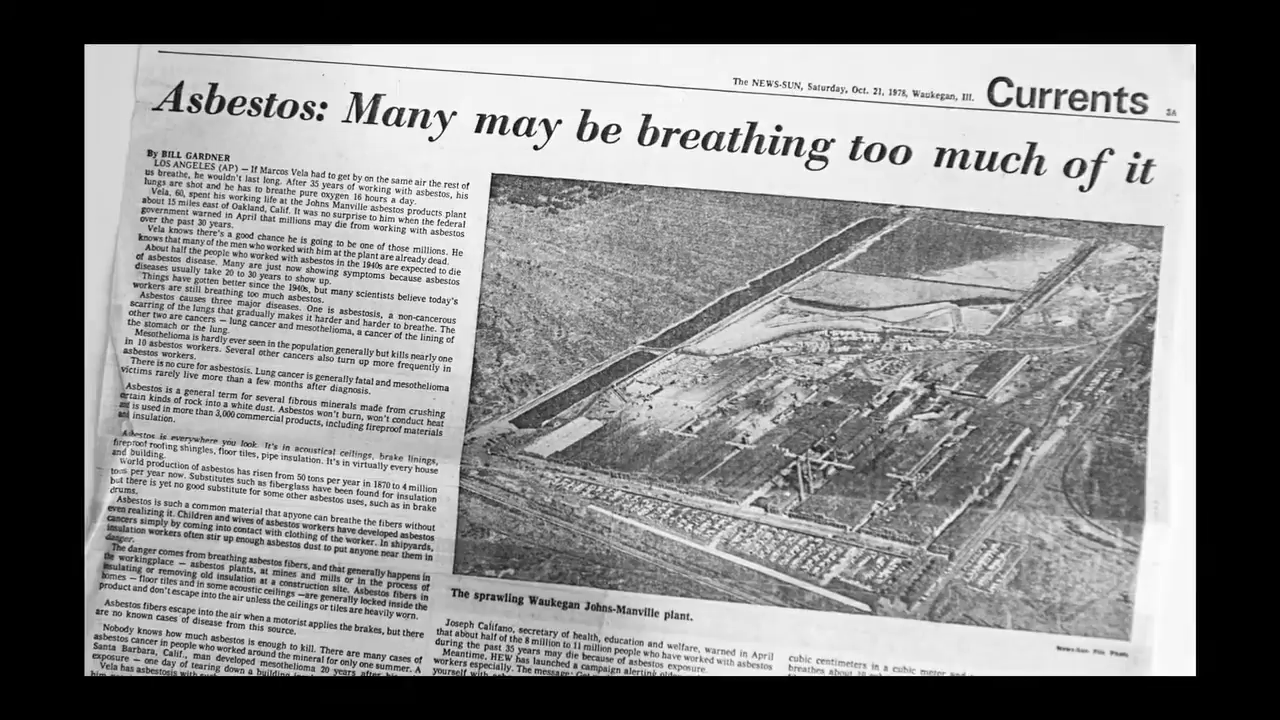 The NEWS-SUN, Saturday, Oct. 21, 1978, Waukegan, Ill. Currents 3A
Asbestos: Many may be breathing too much of it
By BILL GARDNER
LOS ANGELES (AP) — If Marcos Vela had to get by on the same air the rest of
us breathe, he wouldn't last long. After 35 years of working with asbestos, his
lungs are shot and he has to breathe pure oxygen 16 hours a day.
Vela, 60, spent his working life at the Johns Manville asbestos products plant
about 15 miles east of Oakland, Calif. It was no surprise to him when the federal
government warned in April that millions may die from working with asbestos
over the past 30 years.
Vela knows there's a good chance he is going to be one of those millions. He
knows that many of the men who worked with him at the plant are already dead.
About half the people who worked with asbestos in the 1940s are expected to die
of asbestos disease. Many are just now showing symptoms because asbestos
diseases usually take 20 to 30 years to show up.
Things have gotten better since the 1940s, but many scientists believe today's
workers are still breathing too much asbestos.
Asbestos causes three major diseases. One is asbestosis, a non-cancerous
scarring of the lungs that gradually makes it harder and harder to breathe. The
other two are cancers — lung cancer and mesothelioma, a cancer of the lining of
the stomach or the lung.
Mesothelioma is hardly ever seen in the population generally but kills nearly one
in 10 asbestos workers. Several other cancers also turn up more frequently in
asbestos workers.
There is no cure for asbestosis. Lung cancer is generally fatal and mesothelioma
victims rarely live more than a few months after diagnosis.
Asbestos is a general term for several fibrous minerals made from crushing
certain kinds of rock into a white dust. Asbestos won't burn, won't conduct heat
and is used in more than 3,000 commercial products, including fireproof materials
and insulation.
Asbestos is everywhere you look. It's in acoustical ceilings, brake linings,
fireproof roofing shingles, floor tiles, pipe insulation. It's in virtually every house
and building.
World production of asbestos has risen from 50 tons per year in 1870 to 4 million
tons per year now. Substitutes such as fiberglass have been found for insulation
but there is yet no good substitute for some other asbestos uses, such as in brake
drums.
Asbestos is such a common material that anyone can breathe the fibers without
even realizing it. Children and wives of asbestos workers have developed asbestos
cancers simply by coming into contact with clothing of the worker. In shipyards,
insulation workers often stir up enough asbestos dust to put anyone near them in
danger.
The danger comes from breathing asbestos fibers, and that generally happens in
the workingplace — asbestos plants, at mines and mills or in the process of
insulating or removing old insulation at a construction site. Asbestos fibers in
homes — floor tiles and in some acoustic ceilings — are generally locked inside the
product and don't escape into the air unless the ceilings or tiles are heavily worn.
Asbestos fibers escape into the air when a motorist applies the brakes, but there
are no known cases of disease from this source.
Nobody knows how much asbestos is enough to kill. There are many cases of
asbestos cancer in people who worked around the mineral for only one summer. A
Santa Barbara, Calif., man developed mesothelioma 20 years after his
exposure — one day of tearing down a building
Vela has asbestosis with such
The sprawling Waukegan Johns-Manville plant.
News-Sun File Photo
Joseph Califano, secretary of health, education and welfare, warned in April
that about half of the 8 million to 11 million people who have worked with asbestos
during the past 35 years may die because of asbestos exposure.
Meantime, HEW has launched a campaign alerting older
workers especially. The message:
yourself with
cubic centimeters in a cubic meter and
breathes about